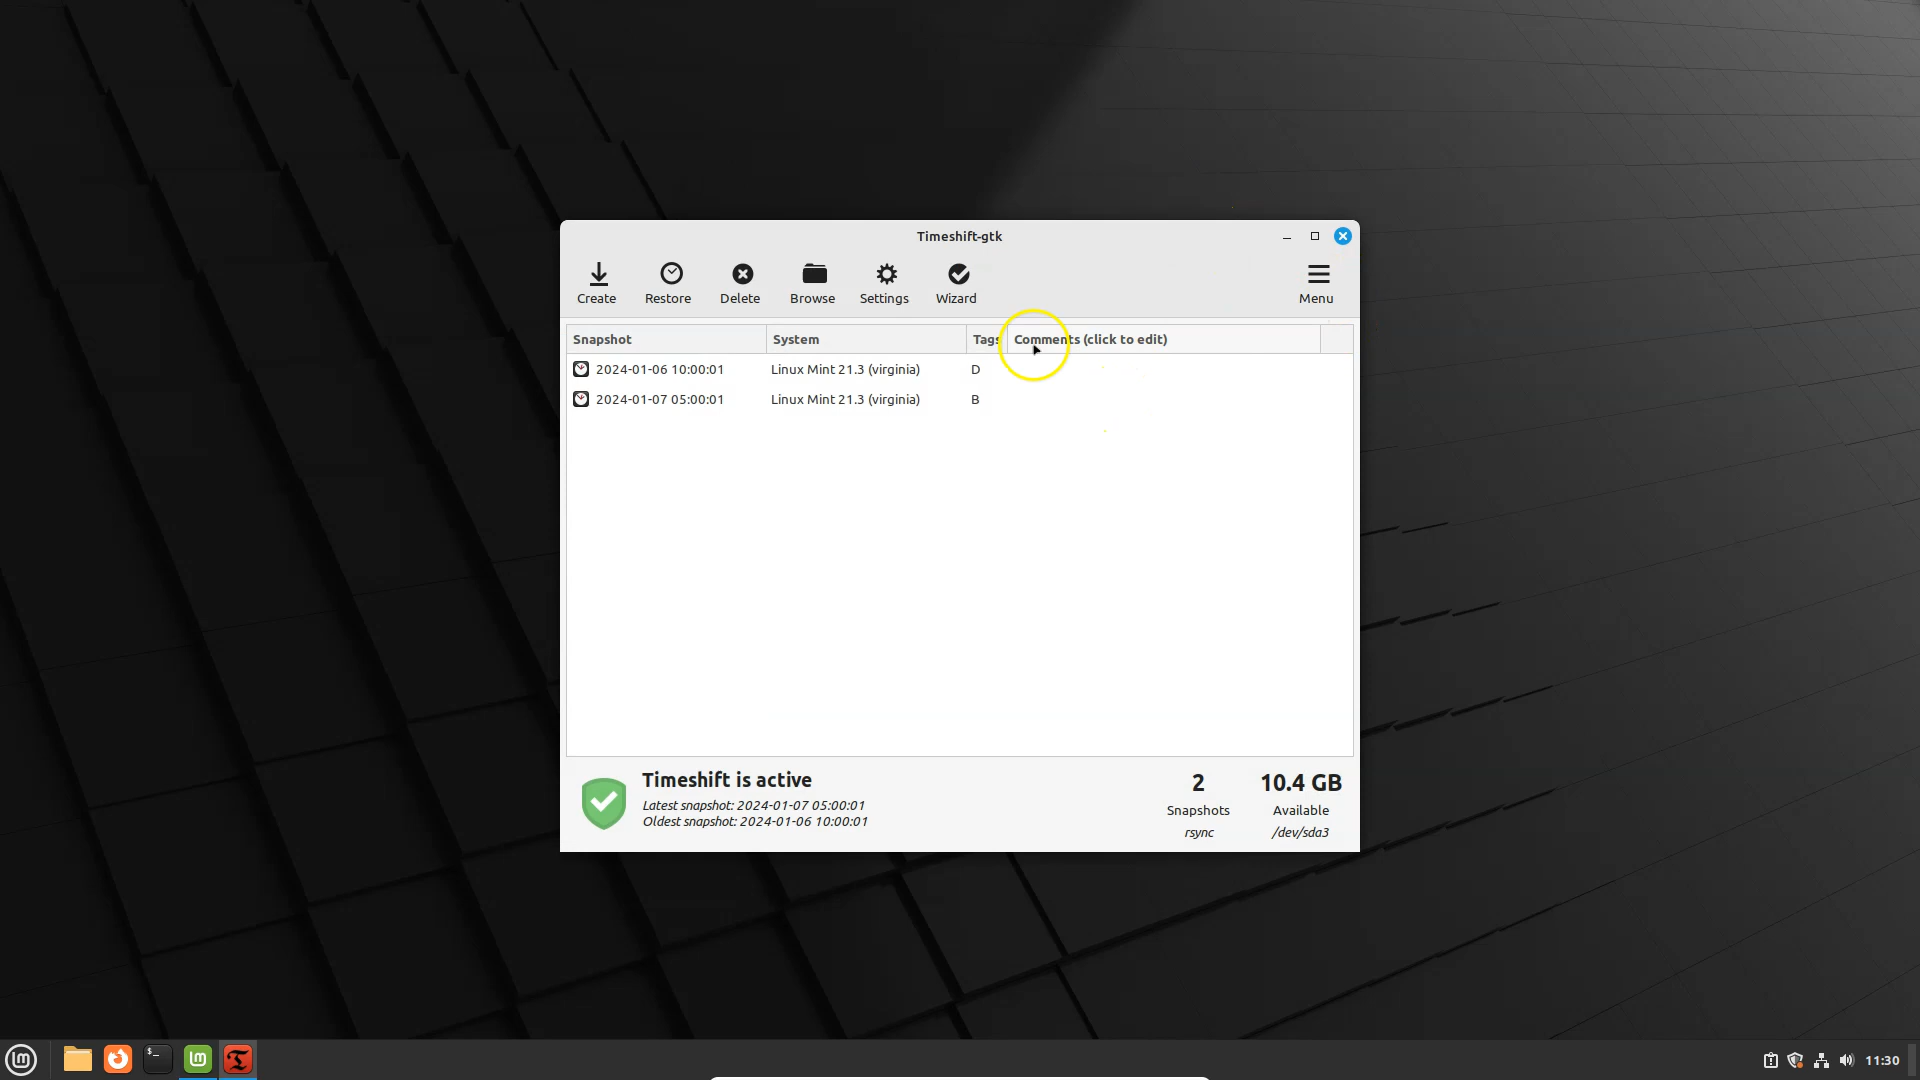 Timeshift-gtk
Create Restore Delete Browse Settings Wizard Menu
Snapshot System Tags Comments (click to edit)
2024-01-06 10:00:01 Linux Mint 21.3 (virginia) D
2024-01-07 05:00:01 Linux Mint 21.3 (virginia) B
Timeshift is active
Latest snapshot: 2024-01-07 05:00:01
Oldest snapshot: 2024-01-06 10:00:01
2 10.4 GB
Snapshots Available
rsync /dev/sda3
11:30